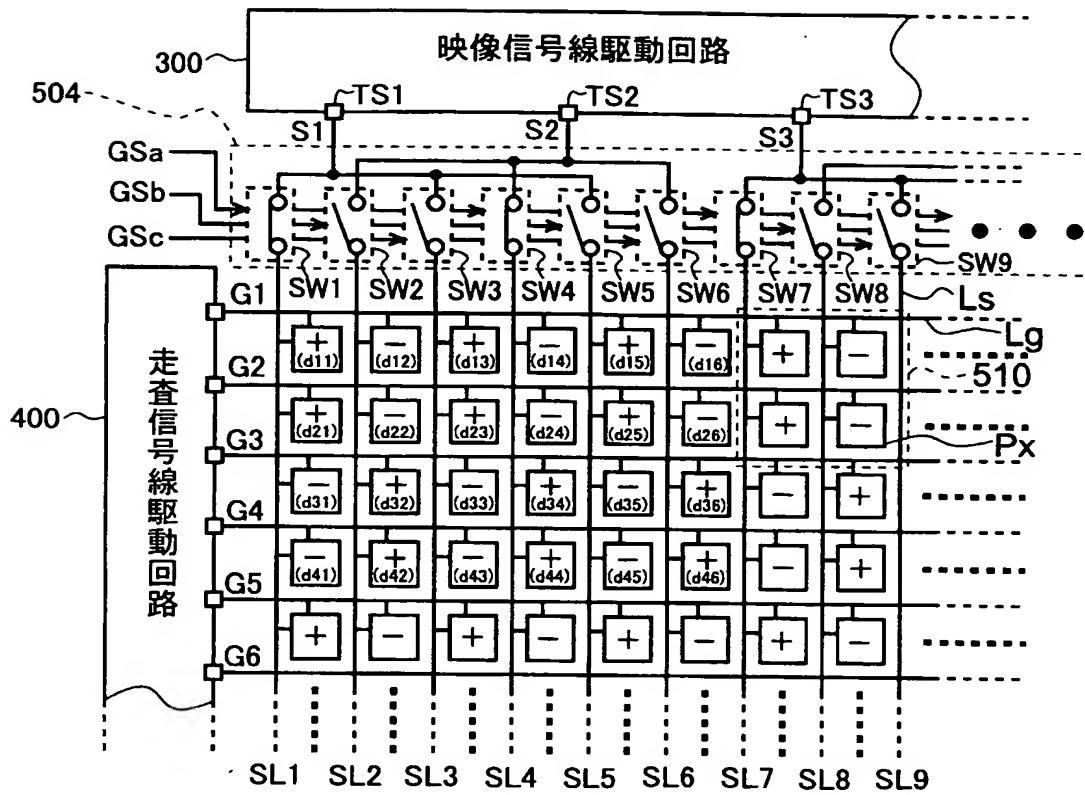 映像信号線駆動回路
300
504
TS1 TS2 TS3
S1 S2 S3
GSa
GSb
GSc
SW1 SW2 SW3 SW4 SW5 SW6 SW7 SW8 SW9
Ls
Lg
510
Px
400
走査信号線駆動回路
G1
(d11) (d12) (d13) (d14) (d15) (d16)
+ − + − + − + −
G2
(d21) (d22) (d23) (d24) (d25) (d26)
+ − + − + − + −
G3
(d31) (d32) (d33) (d34) (d35) (d36)
− + − + − + − +
G4
(d41) (d42) (d43) (d44) (d45) (d46)
− + − + − + − +
G5
+ − + − + − + −
G6
SL1 SL2 SL3 SL4 SL5 SL6 SL7 SL8 SL9